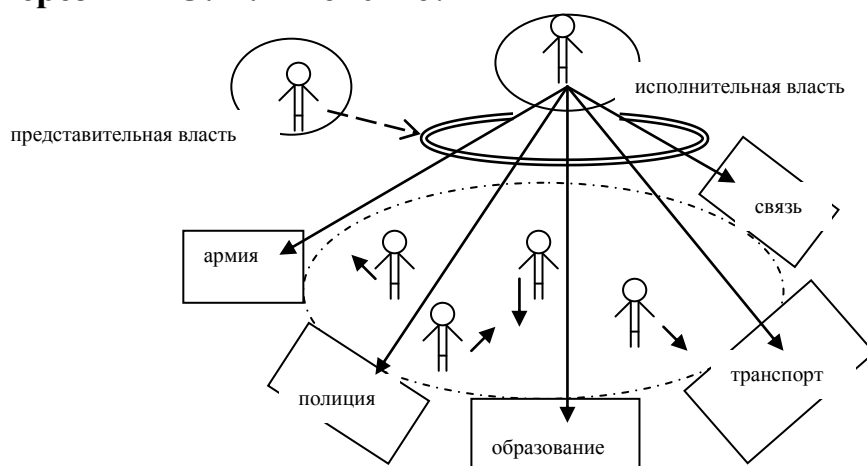 исполнительная власть
представительная власть
связь
армия
транспорт
полиция
образование